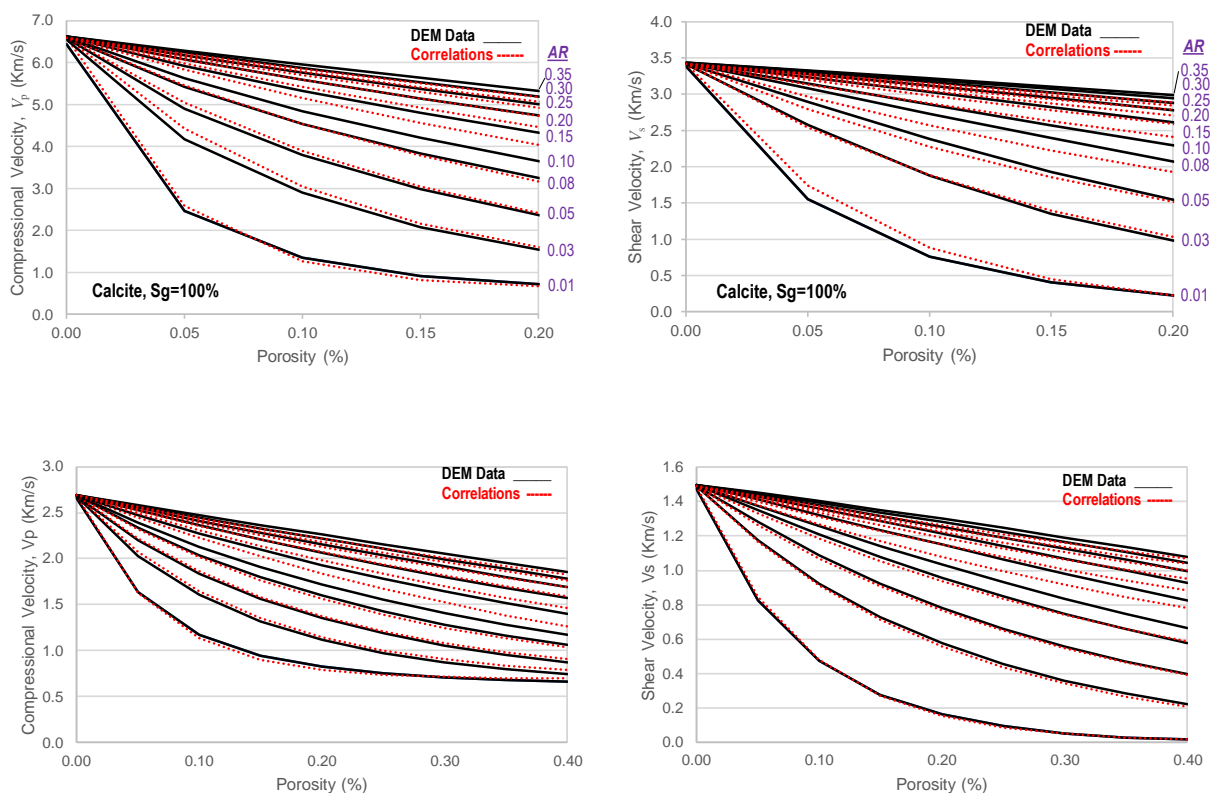 7.0
6.0
5.0
4.0
3.0
2.0
1.0
0.0
Compressional Velocity, Vp (Km/s)
DEM Data _____
Correlations ------
AR
0.35
0.30
0.25
0.20
0.15
0.10
0.08
0.05
0.03
0.01
Calcite, Sg=100%
0.00 0.05 0.10 0.15 0.20
Porosity (%)
4.0
3.5
3.0
2.5
2.0
1.5
1.0
0.5
0.0
Shear Velocity, Vs (Km/s)
DEM Data _____
Correlations ------
AR
0.35
0.30
0.25
0.20
0.15
0.10
0.08
0.05
0.03
0.01
Calcite, Sg=100%
0.00 0.05 0.10 0.15 0.20
Porosity (%)
3.0
2.5
2.0
1.5
1.0
0.5
0.0
Compressional Velocity, Vp (Km/s)
DEM Data _____
Correlations ------
0.00 0.10 0.20 0.30 0.40
Porosity (%)
1.6
1.4
1.2
1.0
0.8
0.6
0.4
0.2
0.0
Shear Velocity, Vs (Km/s)
DEM Data _____
Correlations ------
0.00 0.10 0.20 0.30 0.40
Porosity (%)